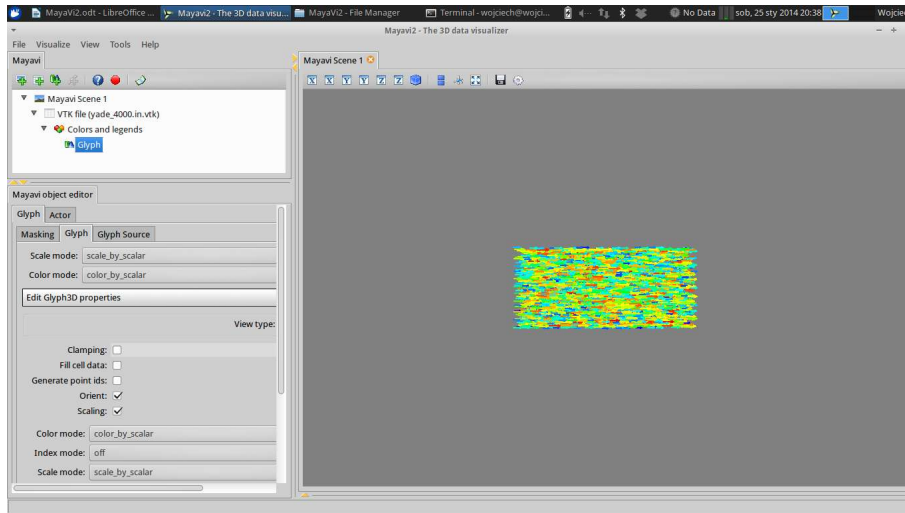 MayaVi2.odt - LibreOffice ... Mayavi2 - The 3D data visu... MayaVi2 - File Manager Terminal - wojciech@wojci... No Data sob, 25 sty 2014 20:38 Wojcie
Mayavi2 - The 3D data visualizer
File Visualize View Tools Help
Mayavi
Mayavi Scene 1
X X Y Y Z Z
Mayavi Scene 1
VTK file (yade_4000.in.vtk)
Colors and legends
Glyph
Mayavi object editor
Glyph Actor
Masking Glyph Glyph Source
Scale mode: scale_by_scalar
Color mode: color_by_scalar
Edit Glyph3D properties
View type:
Clamping:
Fill cell data:
Generate point ids:
Orient:
Scaling:
Color mode: color_by_scalar
Index mode: off
Scale mode: scale_by_scalar